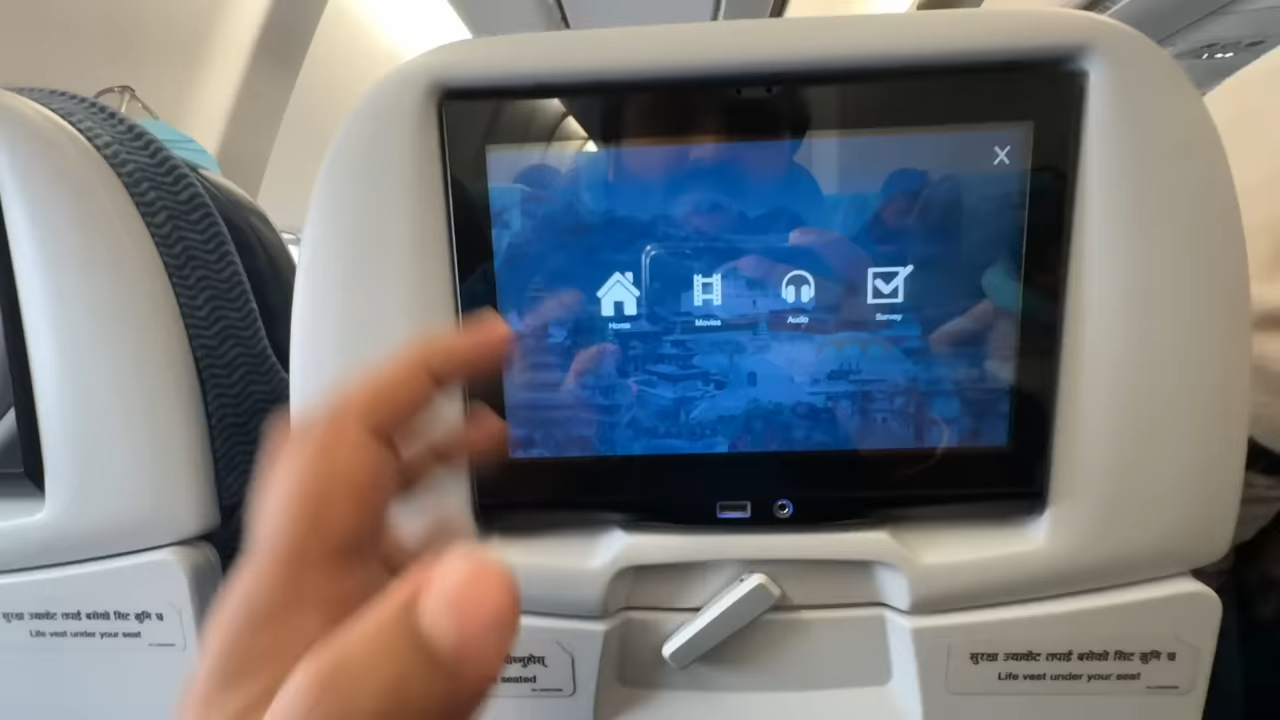 X
Home
Movies
Audio
Survey
सुरक्षा ज्याकेट तपाई बसेको सिट मुनि छ
Life vest under your seat
seated
सुरक्षा ज्याकेट तपाई बसेको सिट मुनि छ
Life vest under your seat